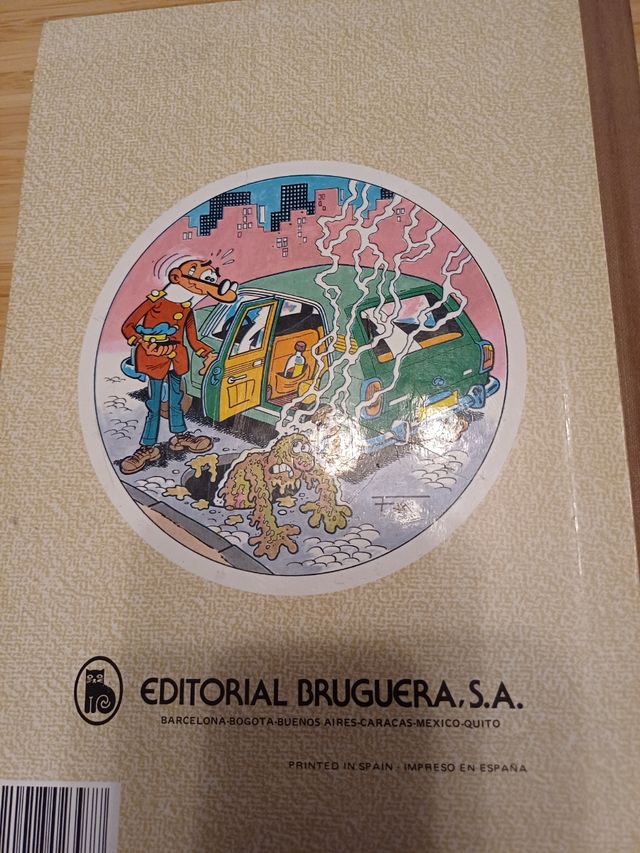 EDITORIAL BRUGUERA, S.A.
BARCELONA-BOGOTA-BUENOS AIRES-CARACAS-MEXICO-QUITO
PRINTED IN SPAIN - IMPRESO EN ESPAÑA